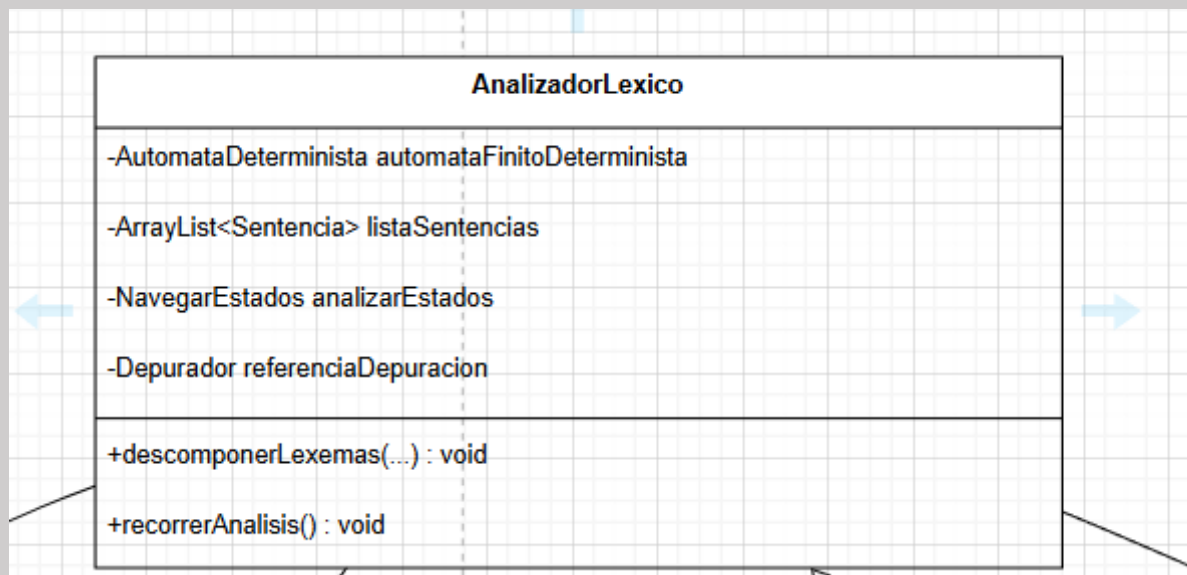 AnalizadorLexico
-AutomataDeterminista automataFinitoDeterminista
-ArrayList<Sentencia> listaSentencias
-NavegarEstados analizarEstados
-Depurador referenciaDepuracion
+descomponerLexemas(...) : void
+recorrerAnalisis() : void